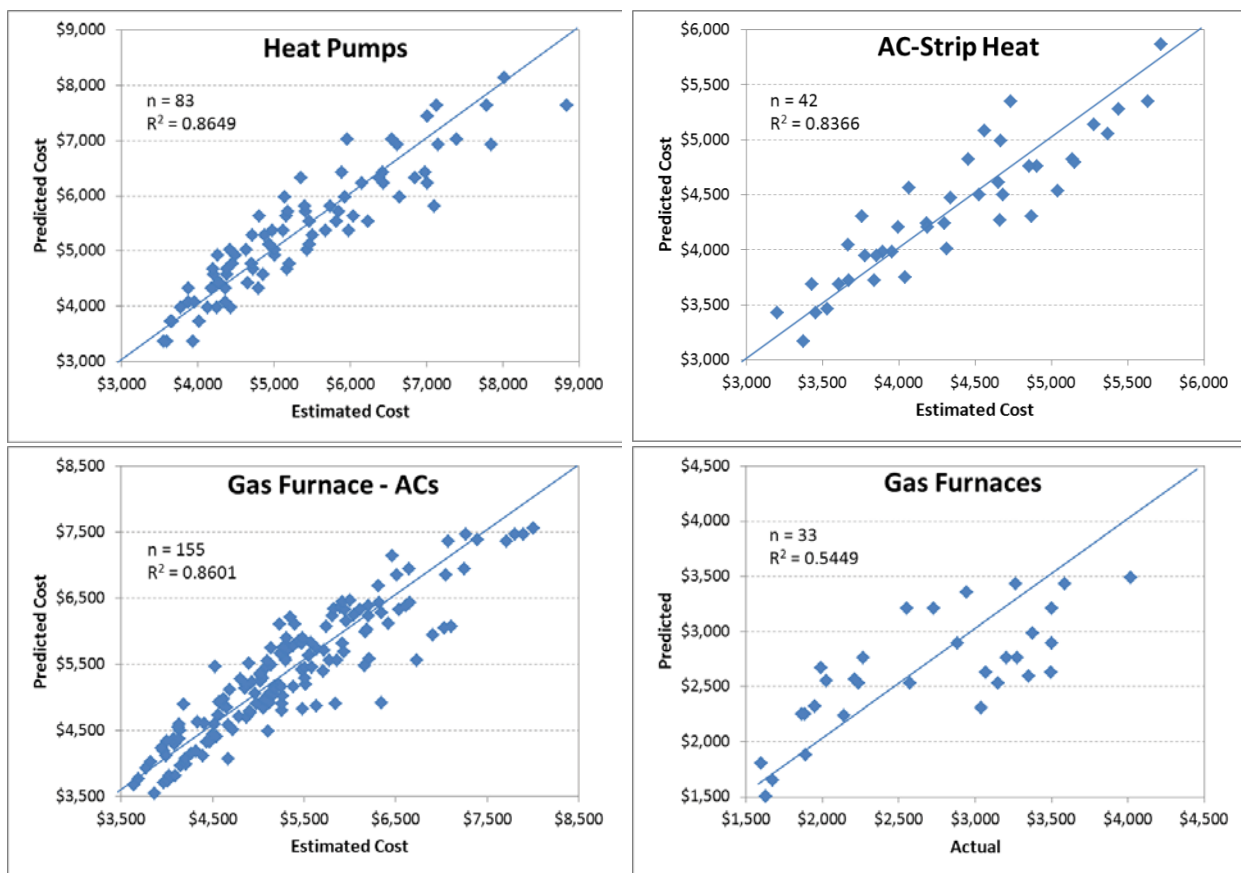 Heat Pumps
n = 83
R² = 0.8649
Predicted Cost
$9,000
$8,000
$7,000
$6,000
$5,000
$4,000
$3,000
$3,000 $4,000 $5,000 $6,000 $7,000 $8,000 $9,000
Estimated Cost
AC-Strip Heat
n = 42
R² = 0.8366
Predicted Cost
$6,000
$5,500
$5,000
$4,500
$4,000
$3,500
$3,000
$3,000 $3,500 $4,000 $4,500 $5,000 $5,500 $6,000
Estimated Cost
Gas Furnace - ACs
n = 155
R² = 0.8601
Predicted Cost
$8,500
$7,500
$6,500
$5,500
$4,500
$3,500
$3,500 $4,500 $5,500 $6,500 $7,500 $8,500
Estimated Cost
Gas Furnaces
n = 33
R² = 0.5449
Predicted
$4,500
$4,000
$3,500
$3,000
$2,500
$2,000
$1,500
$1,500 $2,000 $2,500 $3,000 $3,500 $4,000 $4,500
Actual